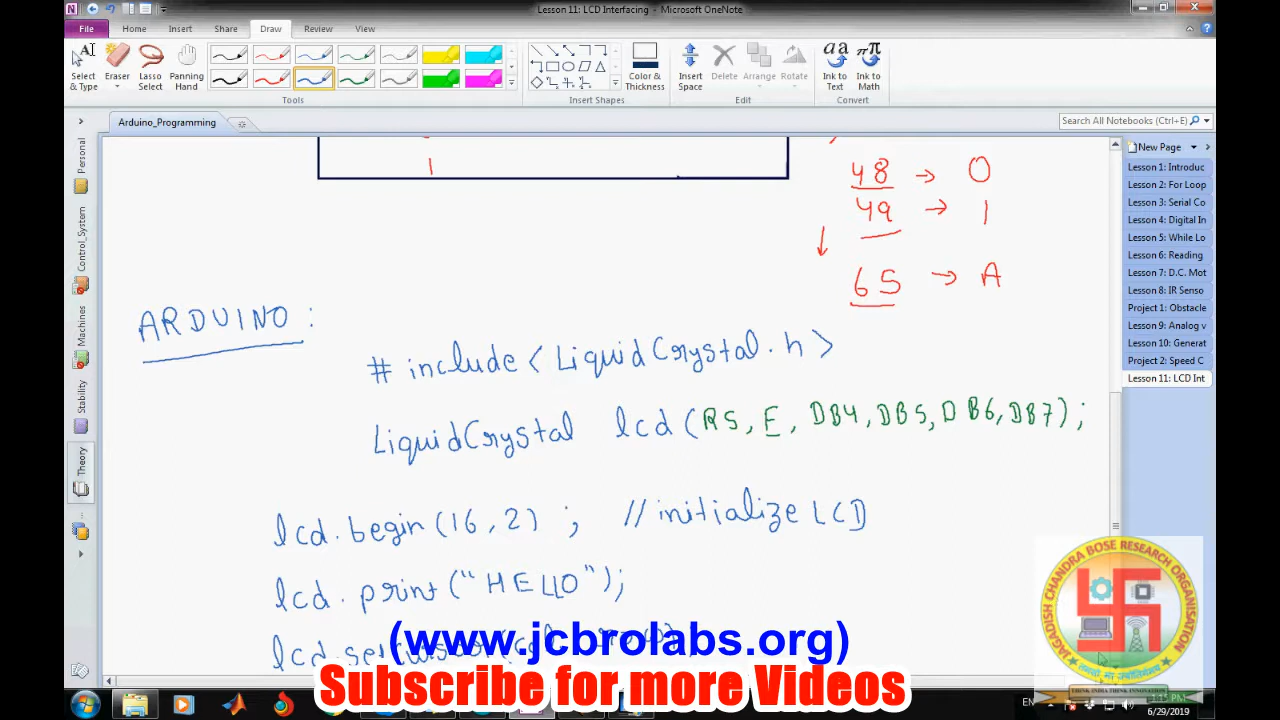 Lesson 11: LCD Interfacing - Microsoft OneNote
File Home Insert Share Draw Review View
Select & Type
Eraser
Lasso Select
Panning Hand
Color & Thickness
Insert Space
Delete
Arrange
Rotate
Ink to Text
Ink to Math
Tools
Insert Shapes
Edit
Convert
Arduino_Programming
Search All Notebooks (Ctrl+E)
New Page
Personal
Control_System
Machines
Stability
Theory
Lesson 1: Introduc
Lesson 2: For Loop
Lesson 3: Serial Co
Lesson 4: Digital In
Lesson 5: While Lo
Lesson 6: Reading
Lesson 7: D.C. Mot
Lesson 8: IR Senso
Project 1: Obstacle
Lesson 9: Analog v
Lesson 10: Generat
Project 2: Speed C
Lesson 11: LCD Int
1
48 → 0
49 → 1
↓
65 → A
ARDUINO :
# include < LiquidCrystal . h >
LiquidCrystal lcd (RS, E, DB4, DB5, DB6, DB7) ;
lcd. begin (16, 2) ; // initialize LCD
lcd. print ("HELLO");
lcd.
(www.jcbrolabs.org)
Subscribe for more Videos
JAGADISH CHANDRA BOSE RESEARCH ORGANISATION
THINK INDIA THINK INNOVATION
EN
6/29/2019